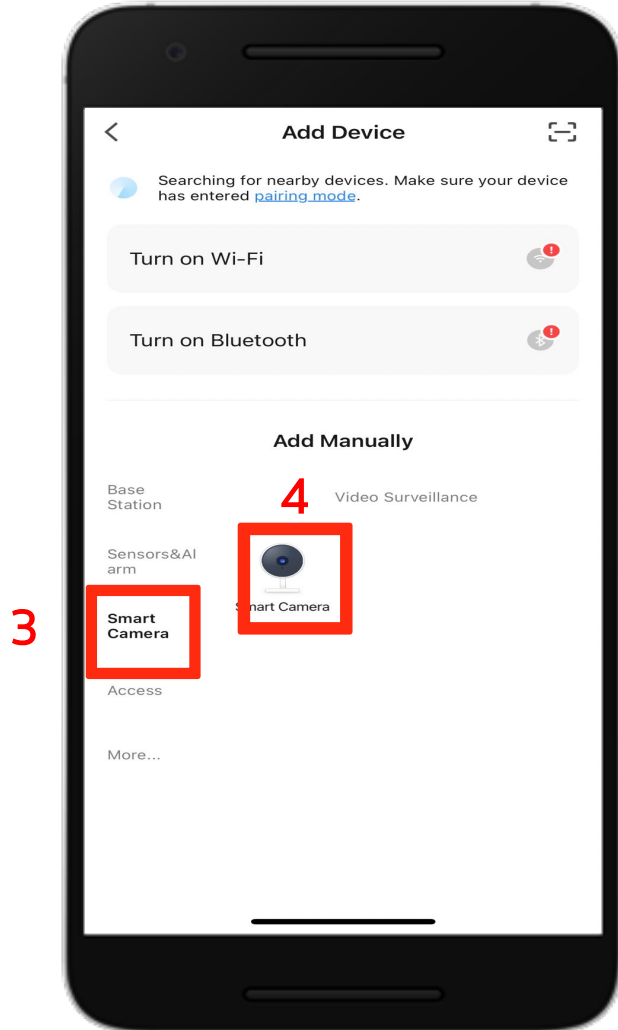 Add Device
Searching for nearby devices. Make sure your device
has entered pairing mode.
Turn on Wi-Fi
!
Turn on Bluetooth
!
Add Manually
Base
Station
4
Video Surveillance
Sensors&Al
arm
Smart Camera
3
Smart
Camera
Access
More...